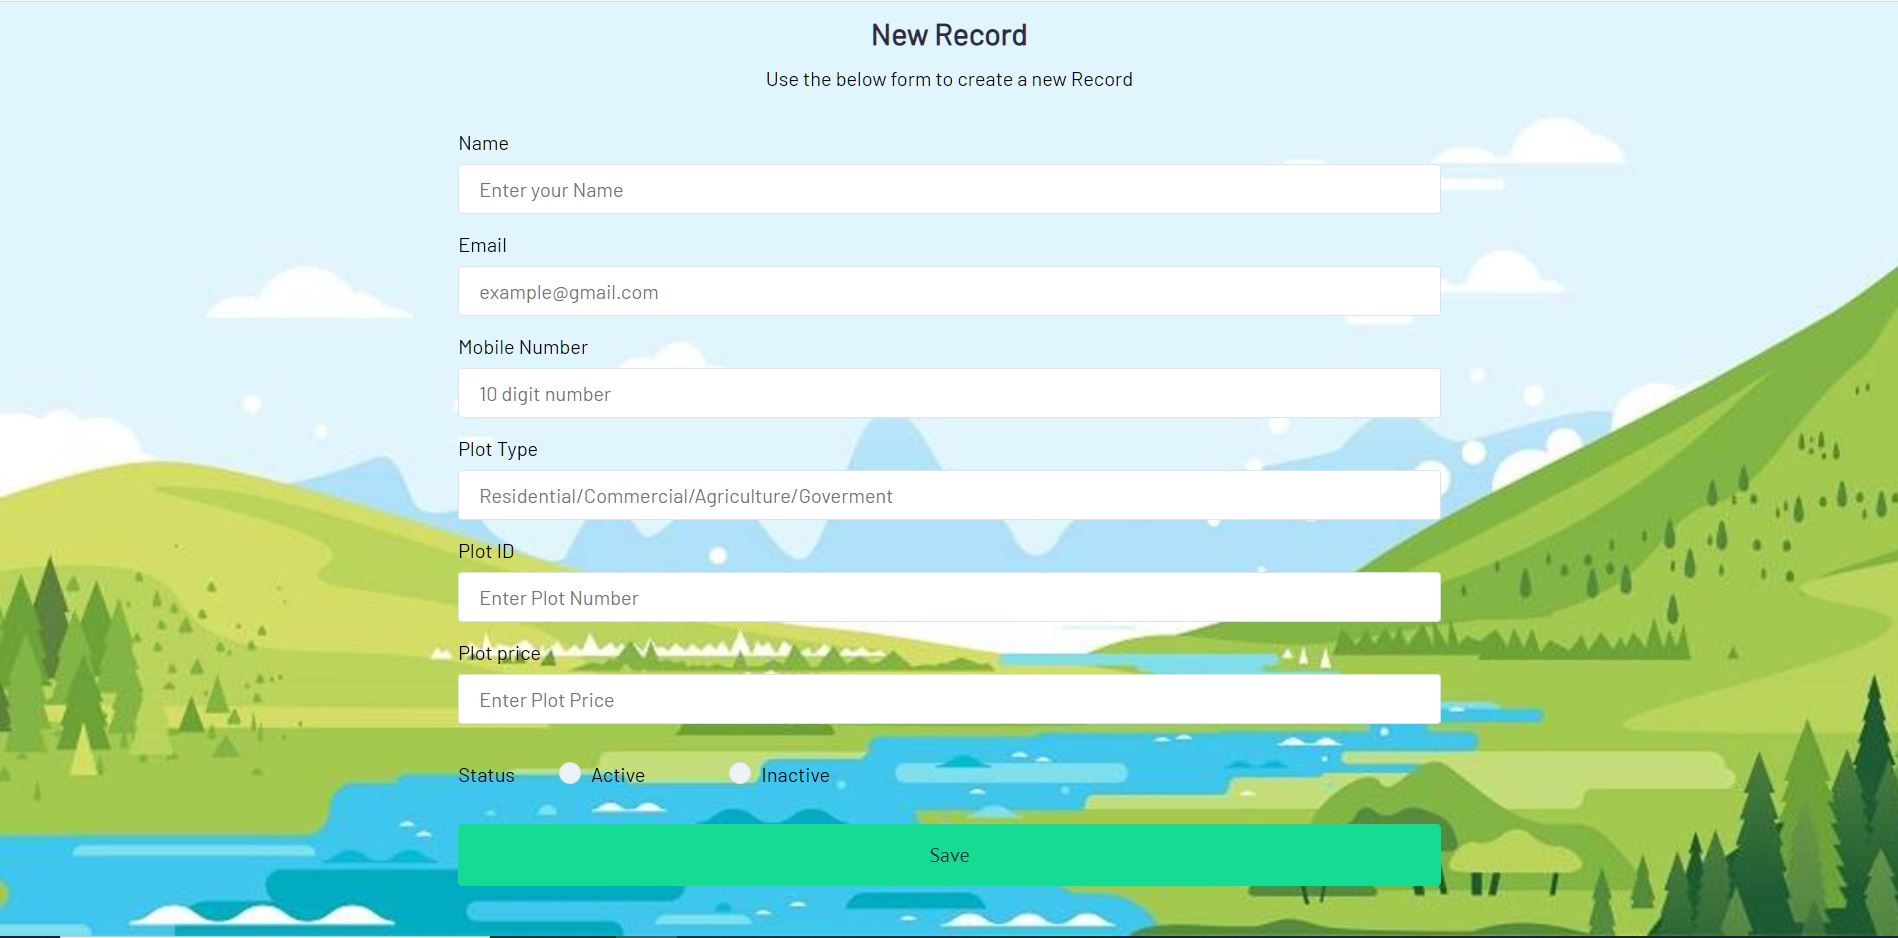 New Record
Use the below form to create a new Record
Name
Enter your Name
Email
example@gmail.com
Mobile Number
10 digit number
Plot Type
Residential/Commercial/Agriculture/Goverment
Plot ID
Enter Plot Number
Plot price
Enter Plot Price
Status Active Inactive
Save